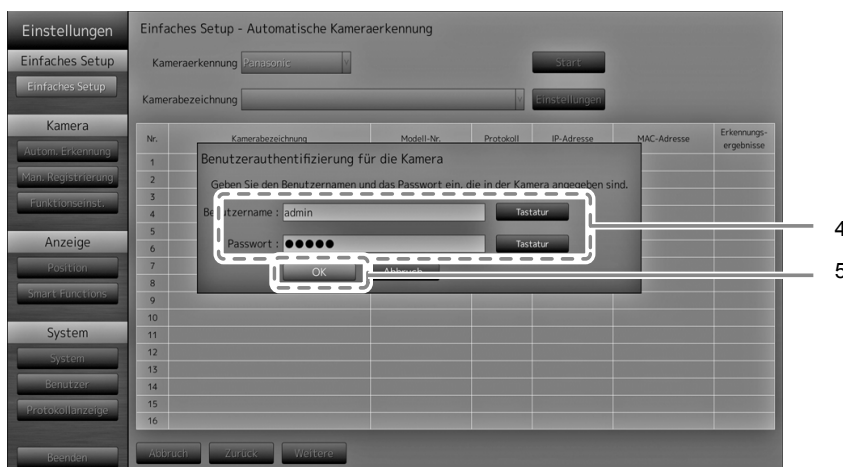 Einstellungen
Einfaches Setup
Einfaches Setup
Kamera
Autom. Erkennung
Man. Registrierung
Funktionseinst.
Anzeige
Position
Smart Functions
System
System
Benutzer
Protokollanzeige
Beenden
Einfaches Setup - Automatische Kameraerkennung
Kameraerkennung Panasonic Start
Kamerabezeichnung Einstellungen
Nr. Kamerabezeichnung Modell-Nr. Protokoll IP-Adresse MAC-Adresse Erkennungs-
ergebnisse
1
2
3
4
5
6
7
8
9
10
11
12
13
14
15
16
Benutzerauthentifizierung für die Kamera
Geben Sie den Benutzernamen und das Passwort ein, die in der Kamera angegeben sind.
Benutzername : admin Tastatur
Passwort : ●●●●● Tastatur
OK Abbruch
4
5
Abbruch Zurück Weitere